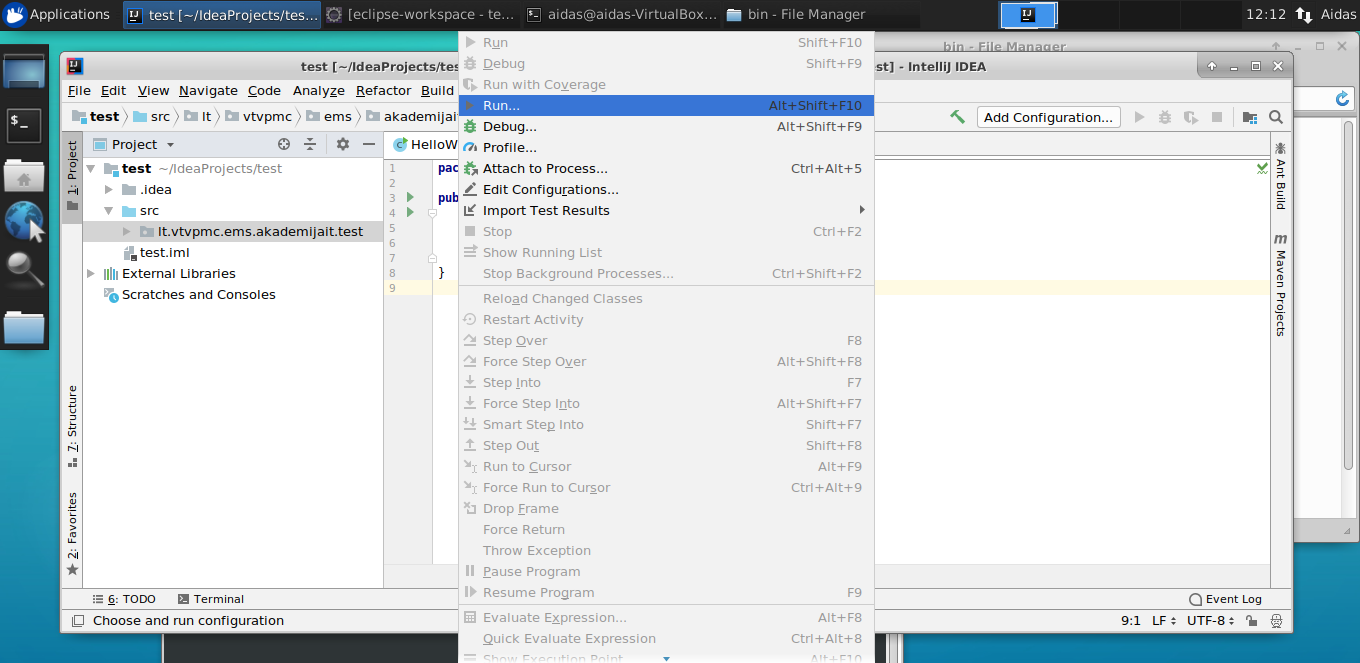 Applications
test [~/IdeaProjects/tes...
[eclipse-workspace - te...
aidas@aidas-VirtualBox...
bin - File Manager
12:12
Aidas
bin - File Manager
test [~/IdeaProjects/tes
st] - IntelliJ IDEA
File Edit View Navigate Code Analyze Refactor Build
test src lt vtvpmc ems akademijai
Add Configuration...
1: Project
Project
HelloW
test ~/IdeaProjects/test
.idea
src
lt.vtvpmc.ems.akademijait.test
test.iml
External Libraries
Scratches and Consoles
7: Structure
2: Favorites
1 pac
2
3 pub
4
5
6
7
8 }
9
Run Shift+F10
Debug Shift+F9
Run with Coverage
Run... Alt+Shift+F10
Debug... Alt+Shift+F9
Profile...
Attach to Process... Ctrl+Alt+5
Edit Configurations...
Import Test Results
Stop Ctrl+F2
Show Running List
Stop Background Processes... Ctrl+Shift+F2
Reload Changed Classes
Restart Activity
Step Over F8
Force Step Over Alt+Shift+F8
Step Into F7
Force Step Into Alt+Shift+F7
Smart Step Into Shift+F7
Step Out Shift+F8
Run to Cursor Alt+F9
Force Run to Cursor Ctrl+Alt+9
Drop Frame
Force Return
Throw Exception
Pause Program
Resume Program F9
Evaluate Expression... Alt+F8
Quick Evaluate Expression Ctrl+Alt+8
Show Execution Point Alt+F10
Ant Build
m Maven Projects
6: TODO
Terminal
Event Log
Choose and run configuration
9:1 LF UTF-8